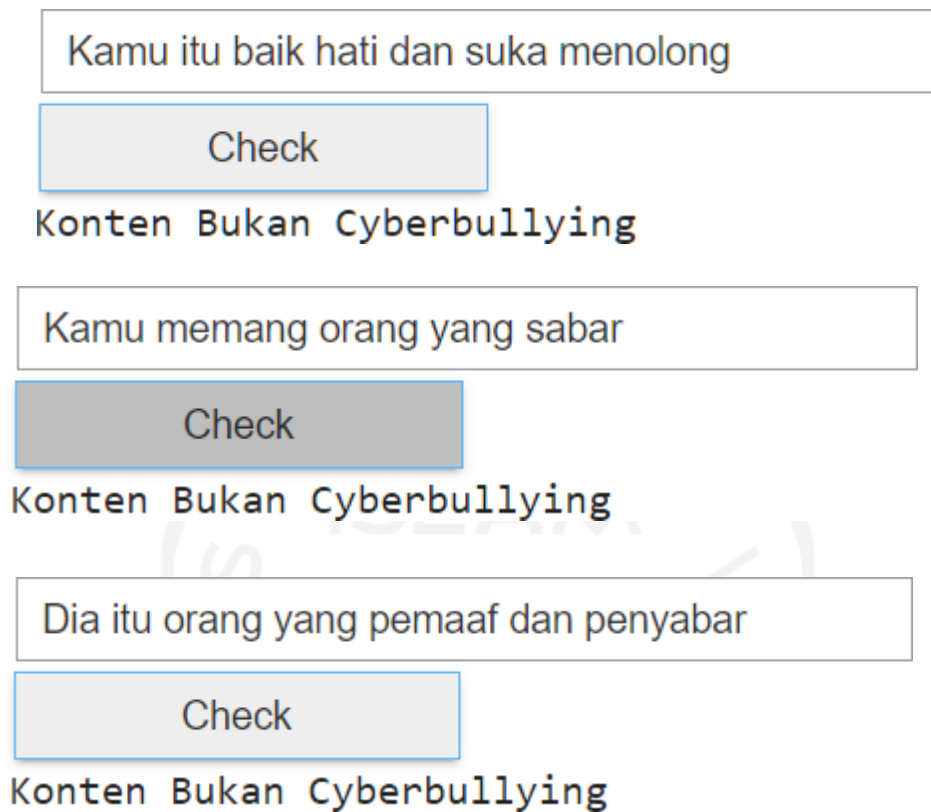 Kamu itu baik hati dan suka menolong
Check
Konten Bukan Cyberbullying
Kamu memang orang yang sabar
Check
Konten Bukan Cyberbullying
ISLAM
Dia itu orang yang pemaaf dan penyabar
Check
Konten Bukan Cyberbullying